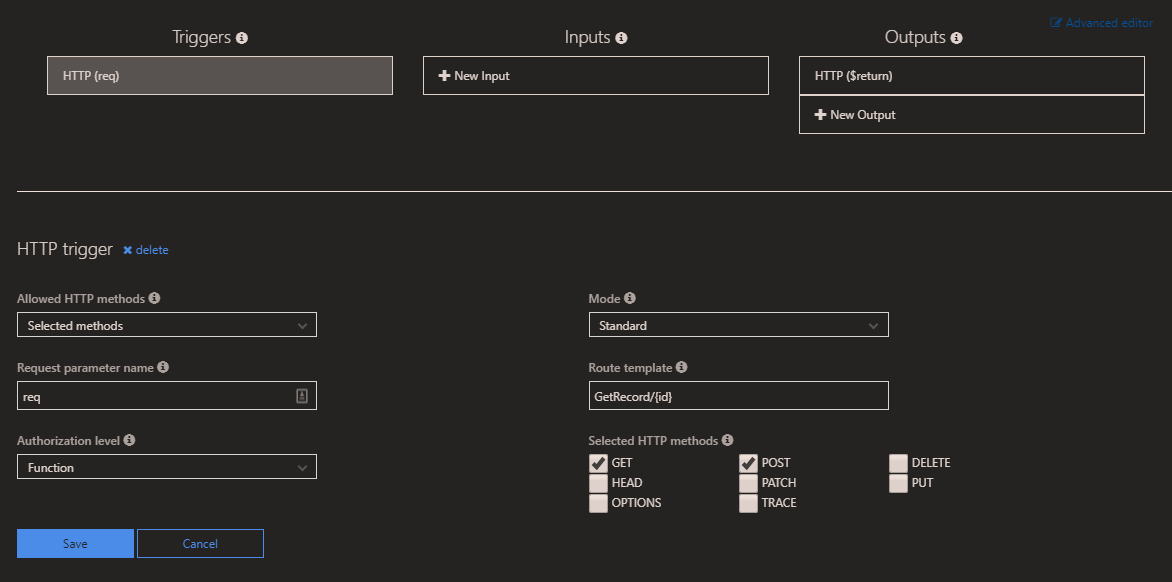 Advanced editor
Triggers
Inputs
Outputs
HTTP (req)
New Input
HTTP ($return)
New Output
HTTP trigger
delete
Allowed HTTP methods
Mode
Selected methods
Standard
Request parameter name
Route template
req
GetRecord/{id}
Authorization level
Selected HTTP methods
Function
GET
POST
DELETE
HEAD
PATCH
PUT
OPTIONS
TRACE
Save
Cancel